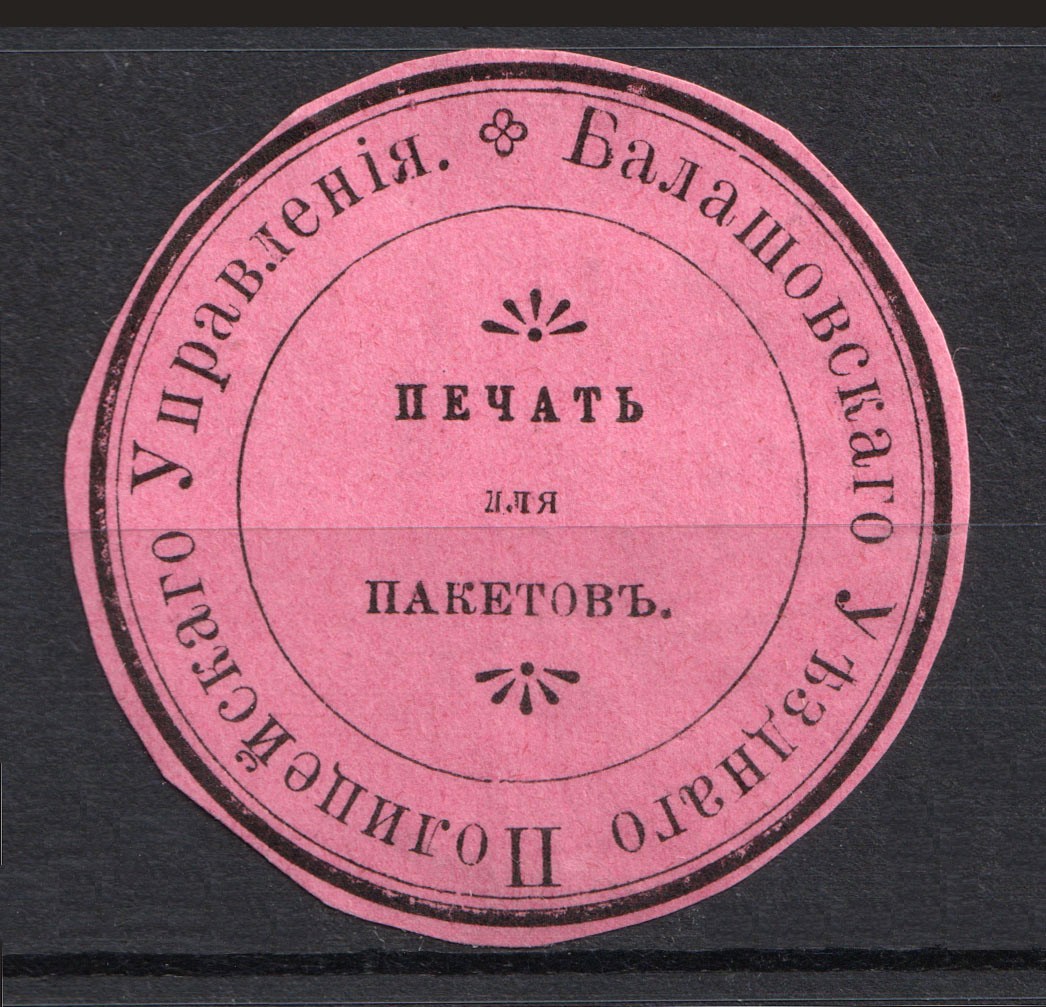 Балашовскаго Уѣзднаго Полицейскаго Управленія.
ПЕЧАТЬ
для
ПАКЕТОВЪ.